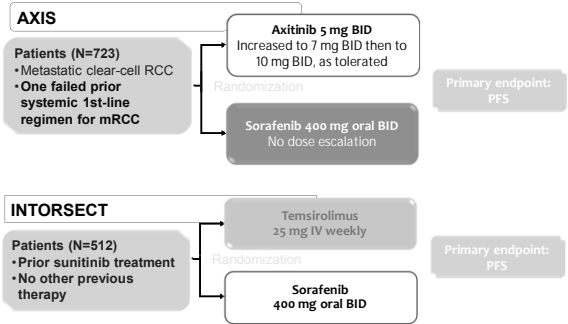 AXIS
Patients (N=723)
•Metastatic clear-cell RCC
•One failed prior
systemic 1st-line
regimen for mRCC
Randomization
Axitinib 5 mg BID
Increased to 7 mg BID then to
10 mg BID, as tolerated
Sorafenib 400 mg oral BID
No dose escalation
Primary endpoint:
PFS
INTORSECT
Patients (N=512)
•Prior sunitinib treatment
•No other previous
therapy
Randomization
Temsirolimus
25 mg IV weekly
Sorafenib
400 mg oral BID
Primary endpoint:
PFS